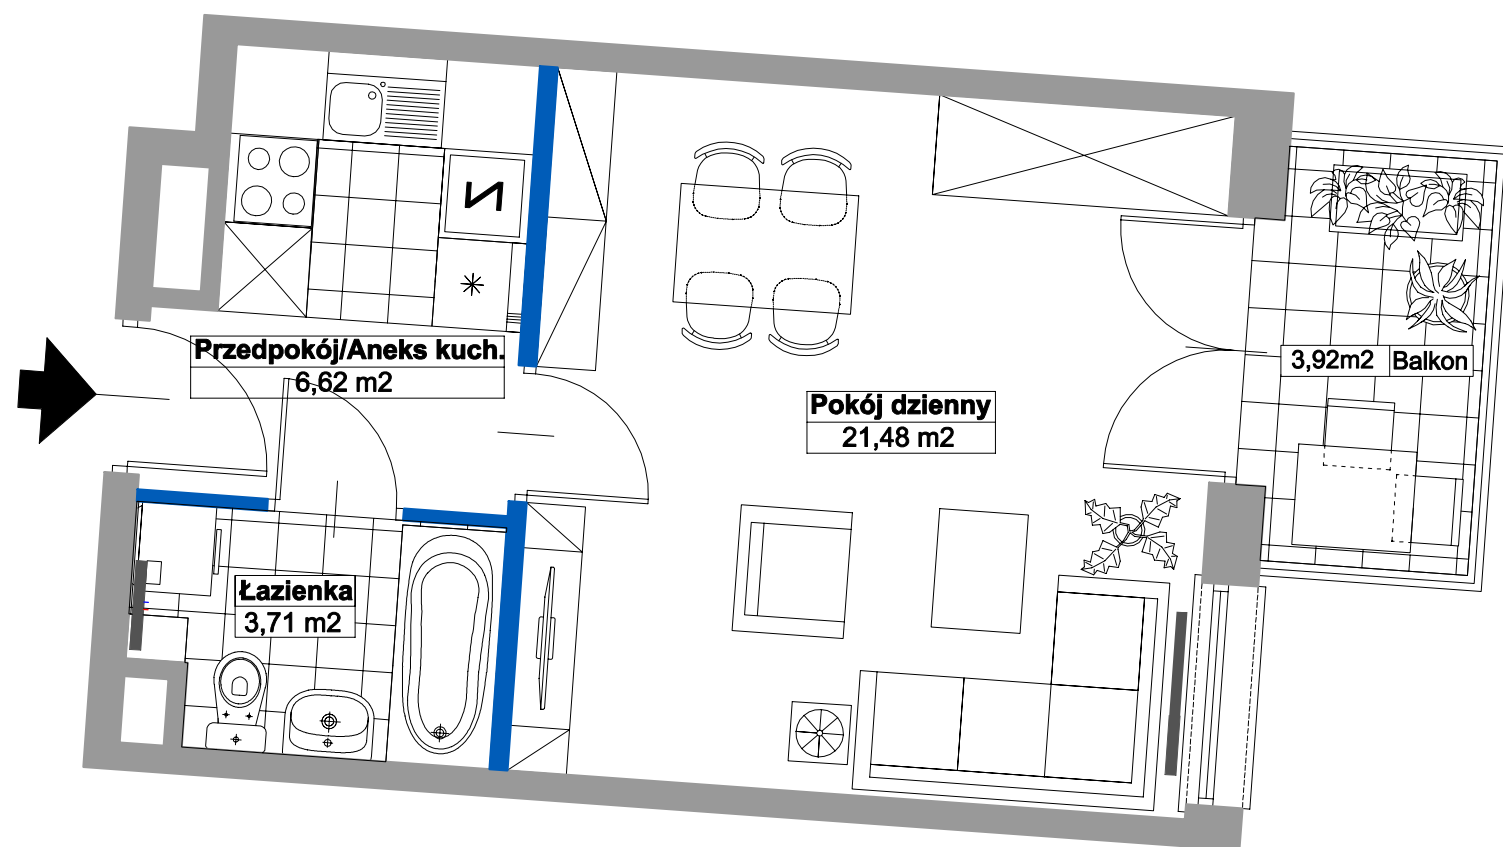 Przedpokój/Aneks kuch.
6,62 m2
3,92m2 Balkon
Pokój dzienny
21,48 m2
Łazienka
3,71 m2